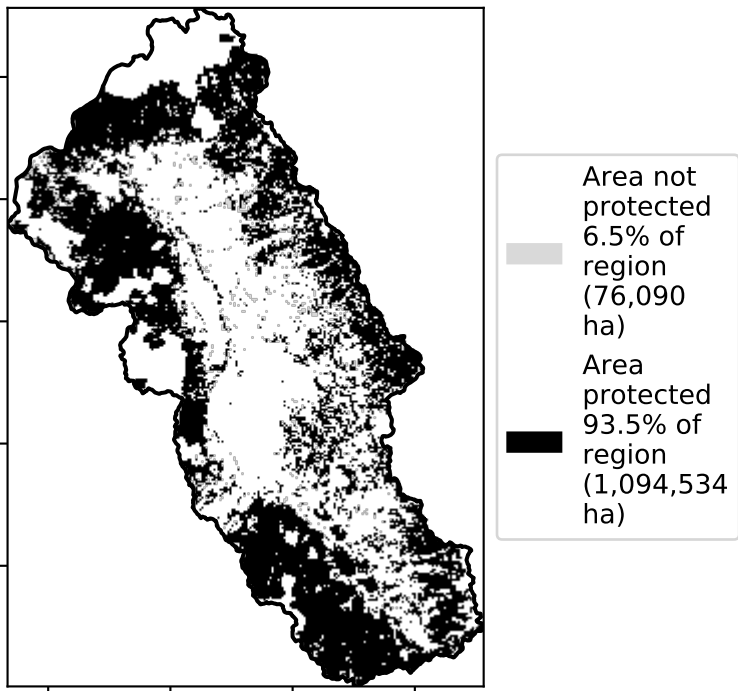 Area not
protected
6.5% of
region
(76,090
ha)
Area
protected
93.5% of
region
(1,094,534
ha)